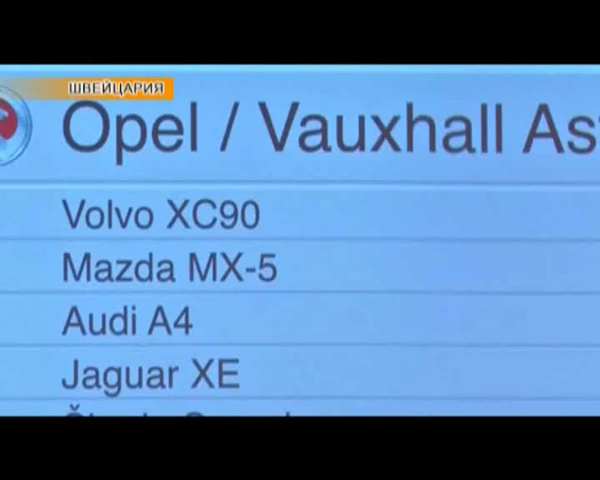 ШВЕЙЦАРИЯ
Opel / Vauxhall As
Volvo XC90
Mazda MX-5
Audi A4
Jaguar XE